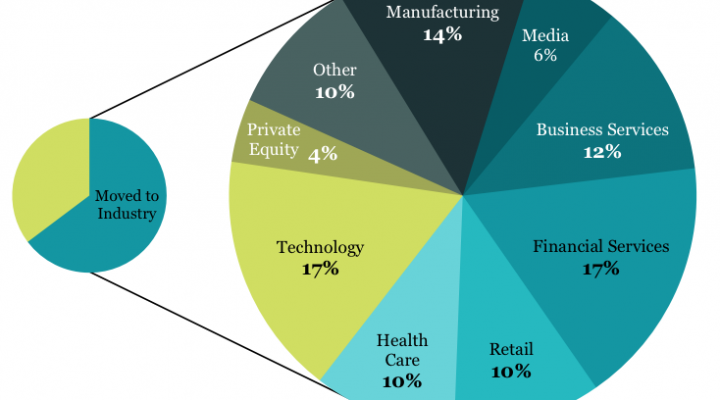 Manufacturing
14%
Media
6%
Other
10%
Private
Equity 4%
Business Services
12%
Moved to
Industry
Technology
17%
Financial Services
17%
Health
Care
10%
Retail
10%